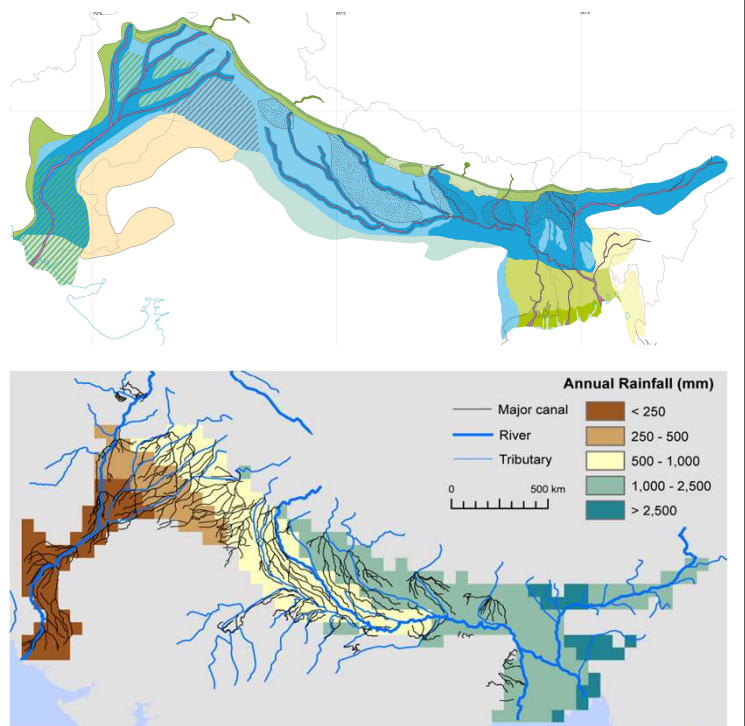 Annual Rainfall (mm)
Major canal
River
Tributary
0 500 km
< 250
250 - 500
500 - 1,000
1,000 - 2,500
> 2,500